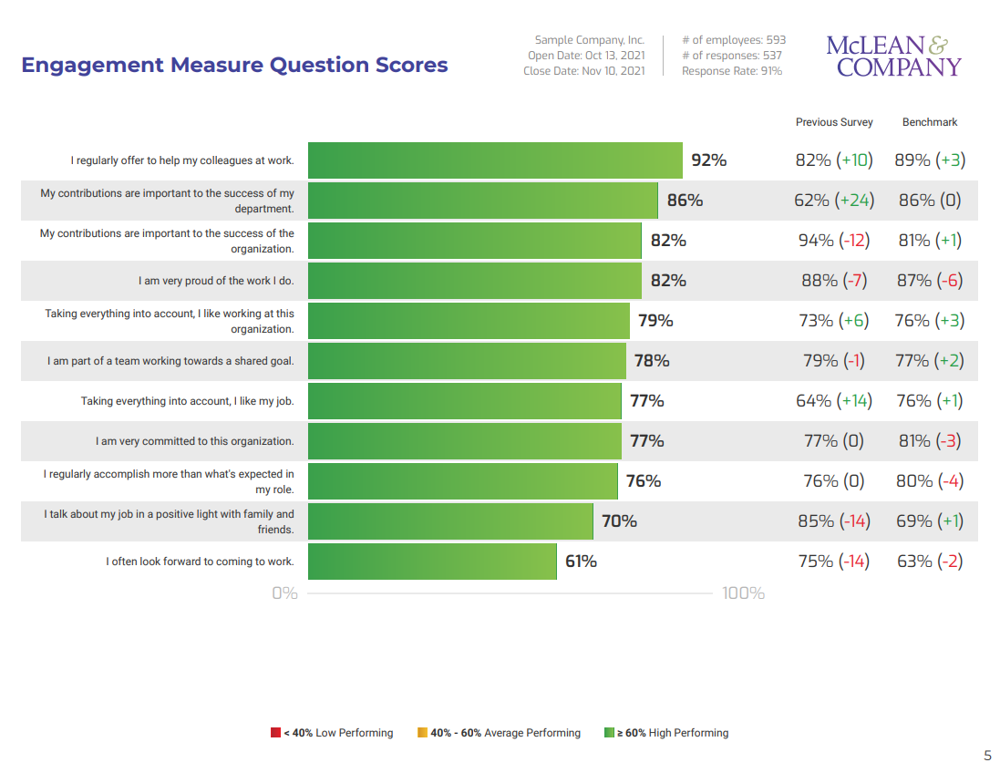 Engagement Measure Question Scores
Sample Company, Inc.
Open Date: Oct 13, 2021
Close Date: Nov 10, 2021
# of employees: 593
# of responses: 537
Response Rate: 91%
McLEAN &
COMPANY
Previous Survey Benchmark
I regularly offer to help my colleagues at work. 92% 82% (+10) 89% (+3)
My contributions are important to the success of my
department. 86% 62% (+24) 86% (0)
My contributions are important to the success of the
organization. 82% 94% (-12) 81% (+1)
I am very proud of the work I do. 82% 88% (-7) 87% (-6)
Taking everything into account, I like working at this
organization. 79% 73% (+6) 76% (+3)
I am part of a team working towards a shared goal. 78% 79% (-1) 77% (+2)
Taking everything into account, I like my job. 77% 64% (+14) 76% (+1)
I am very committed to this organization. 77% 77% (0) 81% (-3)
I regularly accomplish more than what's expected in
my role. 76% 76% (0) 80% (-4)
I talk about my job in a positive light with family and
friends. 70% 85% (-14) 69% (+1)
I often look forward to coming to work. 61% 75% (-14) 63% (-2)
0% 100%
< 40% Low Performing 40% - 60% Average Performing ≥ 60% High Performing
5